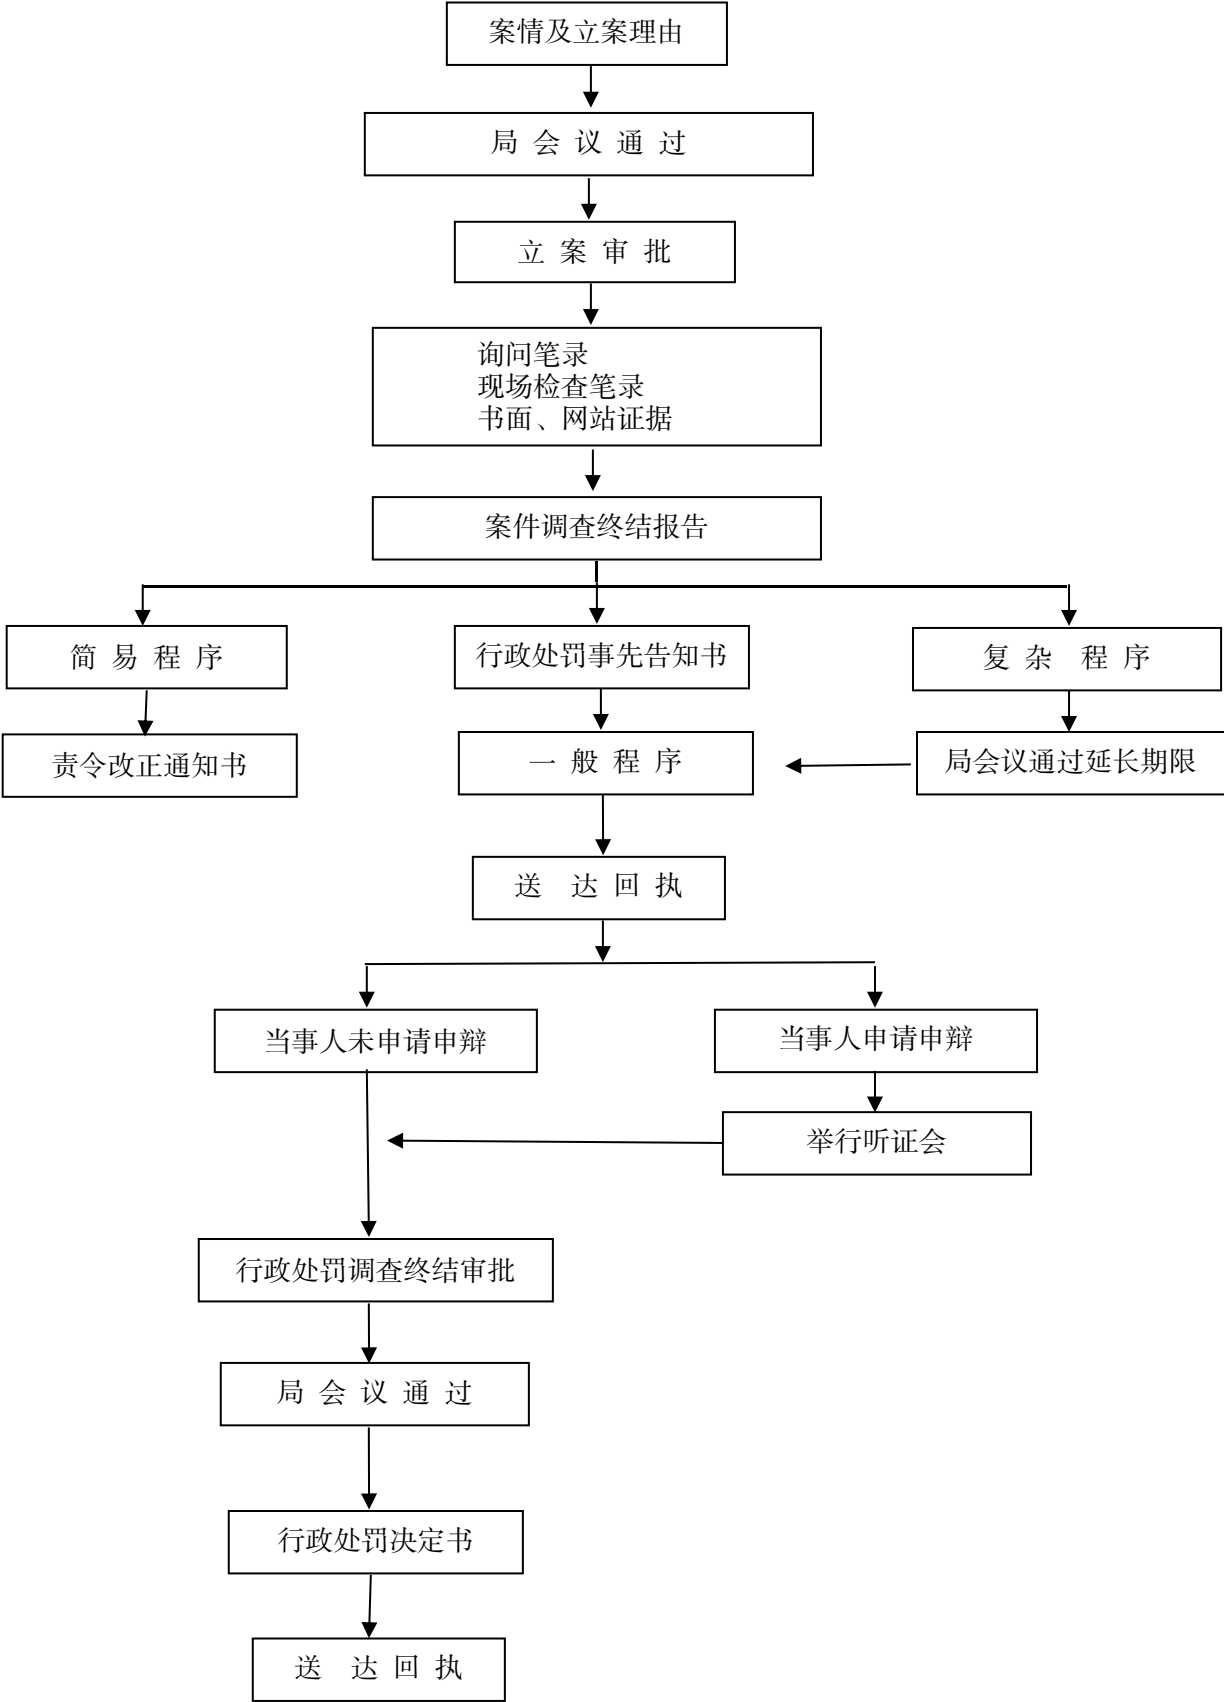 案情及立案理由
局会议通过
立案审批
询问笔录
现场检查笔录
书面、网站证据
案件调查终结报告
简易程序
行政处罚事先告知书
复杂 程序
责令改正通知书
一般程序
局会议通过延长期限
送 达回执
当事人未申请申辩
当事人申请申辩
举行听证会
行政处罚调查终结审批
局会议通过
行政处罚决定书
送 达回执